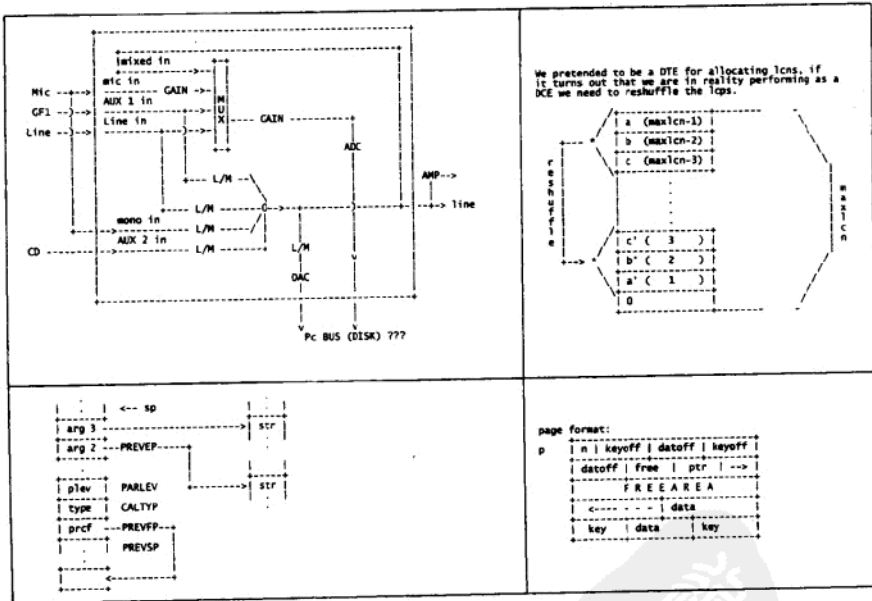 mixed in
mic in
Mic
GAIN
AUX 1 in
GF1
Line in
Line
MUX
GAIN
ADC
L/M
AMP-->
L/M
line
mono in
L/M
AUX 2 in
CD
L/M
L/M
DAC
Pc BUS (DISK) ???
We pretended to be a DTE for allocating lcns, if
it turns out that we are in reality performing as a
DCE we need to reshuffle the lcps.
a (maxlcn-1)
b (maxlcn-2)
c (maxlcn-3)
reshuffle
maxlcn
c' ( 3 )
b' ( 2 )
a' ( 1 )
0
<-- sp
arg 3
str
arg 2 --PREVEP
str
plev PARLEV
type CALTYP
prcf --PREVFP
PREVSP
page format:
p | n | keyoff | datoff | keyoff |
| datoff | free | ptr | --> |
F R E E A R E A
<- - - - - | data
| key | data | key